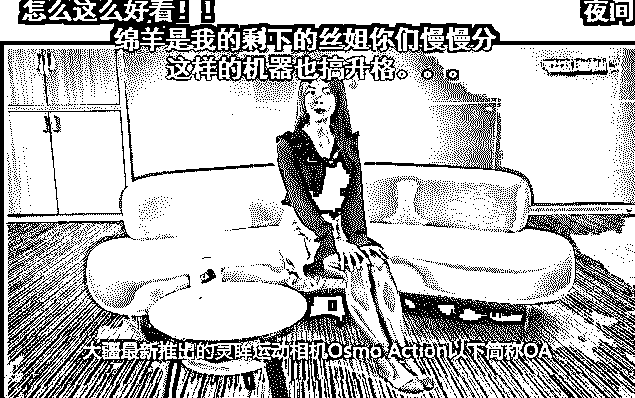 怎么这么好看！！
夜间
绵羊是我的剩下的丝姐你们慢慢分
这样的机器也搞升格。。。
大疆最新推出的灵眸运动相机Osmo Action以下简称OA